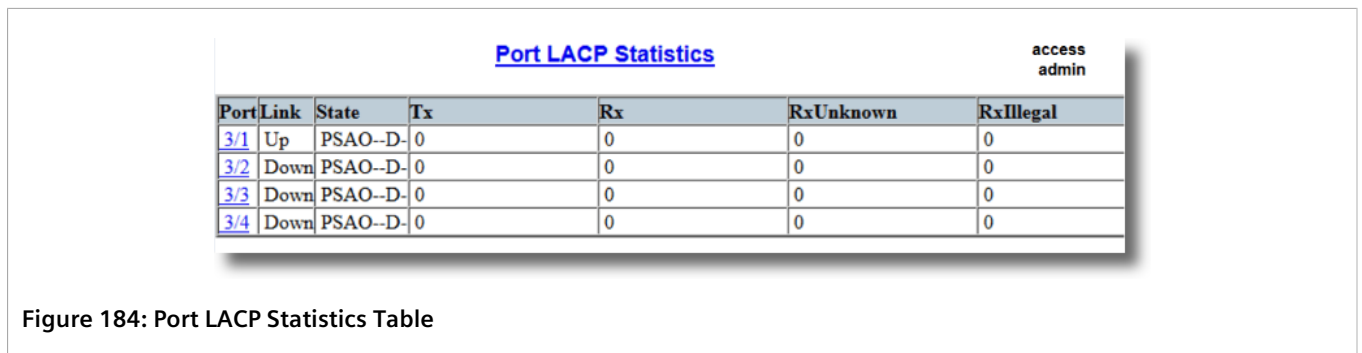 Port LACP Statistics
access
admin
Port Link State Tx Rx RxUnknown RxIllegal
3/1 Up PSAO--D- 0 0 0 0
3/2 Down PSAO--D- 0 0 0 0
3/3 Down PSAO--D- 0 0 0 0
3/4 Down PSAO--D- 0 0 0 0
Figure 184: Port LACP Statistics Table